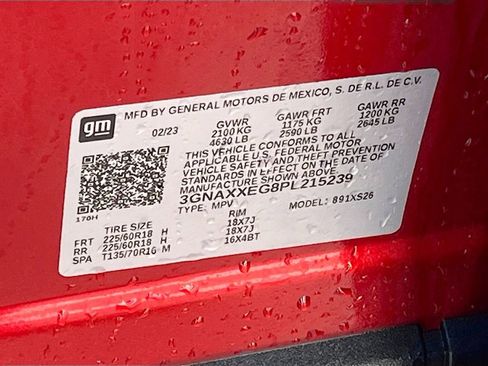 gm
MFD BY GENERAL MOTORS DE MEXICO, S. DE R.L. DE C.V.
02/23 GVWR GAWR FRT GAWR RR
2100 KG 1175 KG 1200 KG
4630 LB 2590 LB 2645 LB
THIS VEHICLE CONFORMS TO ALL
APPLICABLE U.S. FEDERAL MOTOR
VEHICLE SAFETY AND THEFT PREVENTION
STANDARDS IN EFFECT ON THE DATE OF
MANUFACTURE SHOWN ABOVE.
3GNAXXEG8PL215239
TYPE: MPV MODEL: 891XS26
170H
TIRE SIZE RIM
FRT 225/60R18 H 18X7J
RR 225/60R18 H 18X7J
SPA T135/70R16 M 16X4BT